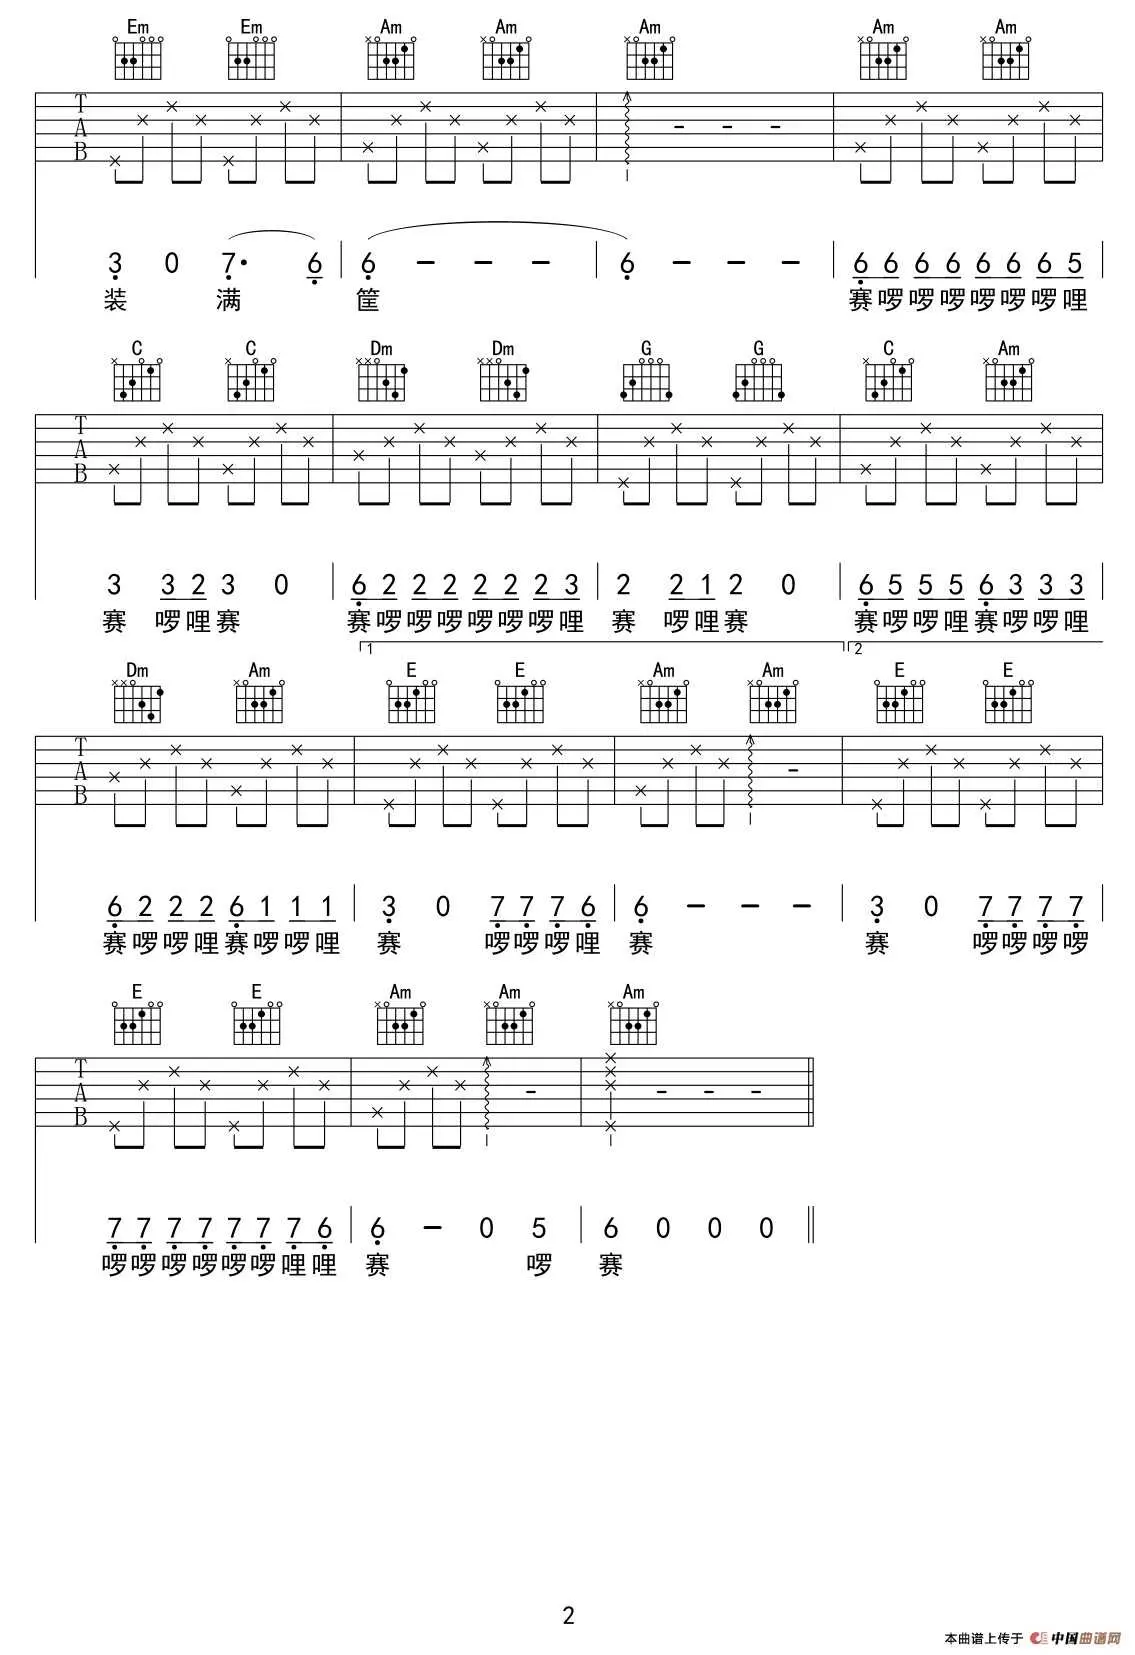 Em Em Am Am Am Am Am
T
A
B
3 0 7· 6 6 - - - 6 - - - 6 6 6 6 6 6 6 5
装 满 筐 赛啰啰啰啰啰啰哩
C C Dm Dm G G C Am
T
A
B
3 3 2 3 0 6 2 2 2 2 2 2 3 2 2 1 2 0 6 5 5 5 6 3 3 3
赛 啰哩赛 赛啰啰啰啰啰啰哩 赛 啰哩赛 赛啰啰哩赛啰啰哩
1 2
Dm Am E E Am Am E E
T
A
B
6 2 2 2 6 1 1 1 3 0 7 7 7 6 6 - - - 3 0 7 7 7 7
赛啰啰哩赛啰啰哩 赛 啰啰啰哩 赛 赛 啰啰啰啰
E E Am Am Am
T
A
B
7 7 7 7 7 7 7 6 6 - 0 5 6 0 0 0
啰啰啰啰啰啰哩哩 赛 啰 赛
2
本曲谱上传于 中国曲谱网